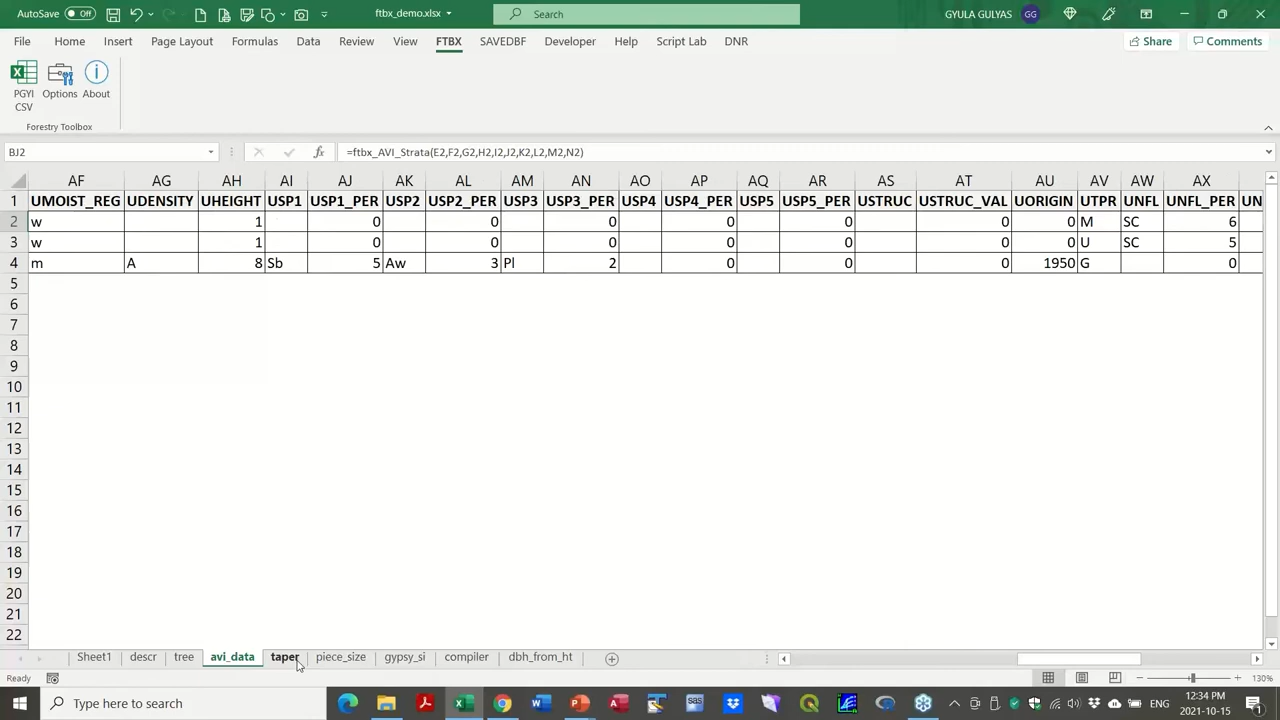 AutoSave Off ftbx_demo.xlsx Search GYULA GULYAS GG
File Home Insert Page Layout Formulas Data Review View FTBX SAVEDBF Developer Help Script Lab DNR Share Comments
PGYI CSV Options About
Forestry Toolbox
BJ2 fx =ftbx_AVI_Strata(E2,F2,G2,H2,I2,J2,K2,L2,M2,N2)
AF AG AH AI AJ AK AL AM AN AO AP AQ AR AS AT AU AV AW AX
1 UMOIST_REG UDENSITY UHEIGHT USP1 USP1_PER USP2 USP2_PER USP3 USP3_PER USP4 USP4_PER USP5 USP5_PER USTRUC USTRUC_VAL UORIGIN UTPR UNFL UNFL_PER UN
2 w 1 0 0 0 0 0 0 0 M SC 6
3 w 1 0 0 0 0 0 0 0 U SC 5
4 m A 8 Sb 5 Aw 3 Pl 2 0 0 0 1950 G 0
5
6
7
8
9
10
11
12
13
14
15
16
17
18
19
20
21
22
Sheet1 descr tree avi_data taper piece_size gypsy_si compiler dbh_from_ht
Ready 130%
Type here to search ENG 12:34 PM
2021-10-15